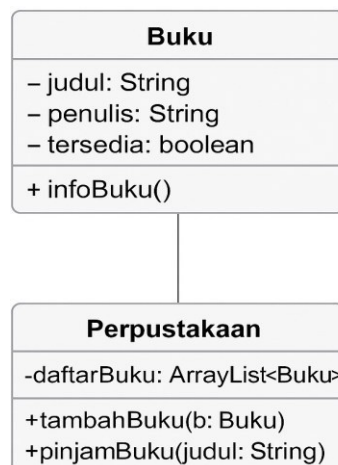 Buku
– judul: String
– penulis: String
– tersedia: boolean
+ infoBuku()
Perpustakaan
-daftarBuku: ArrayList<Buku>
+tambahBuku(b: Buku)
+pinjamBuku(judul: String)